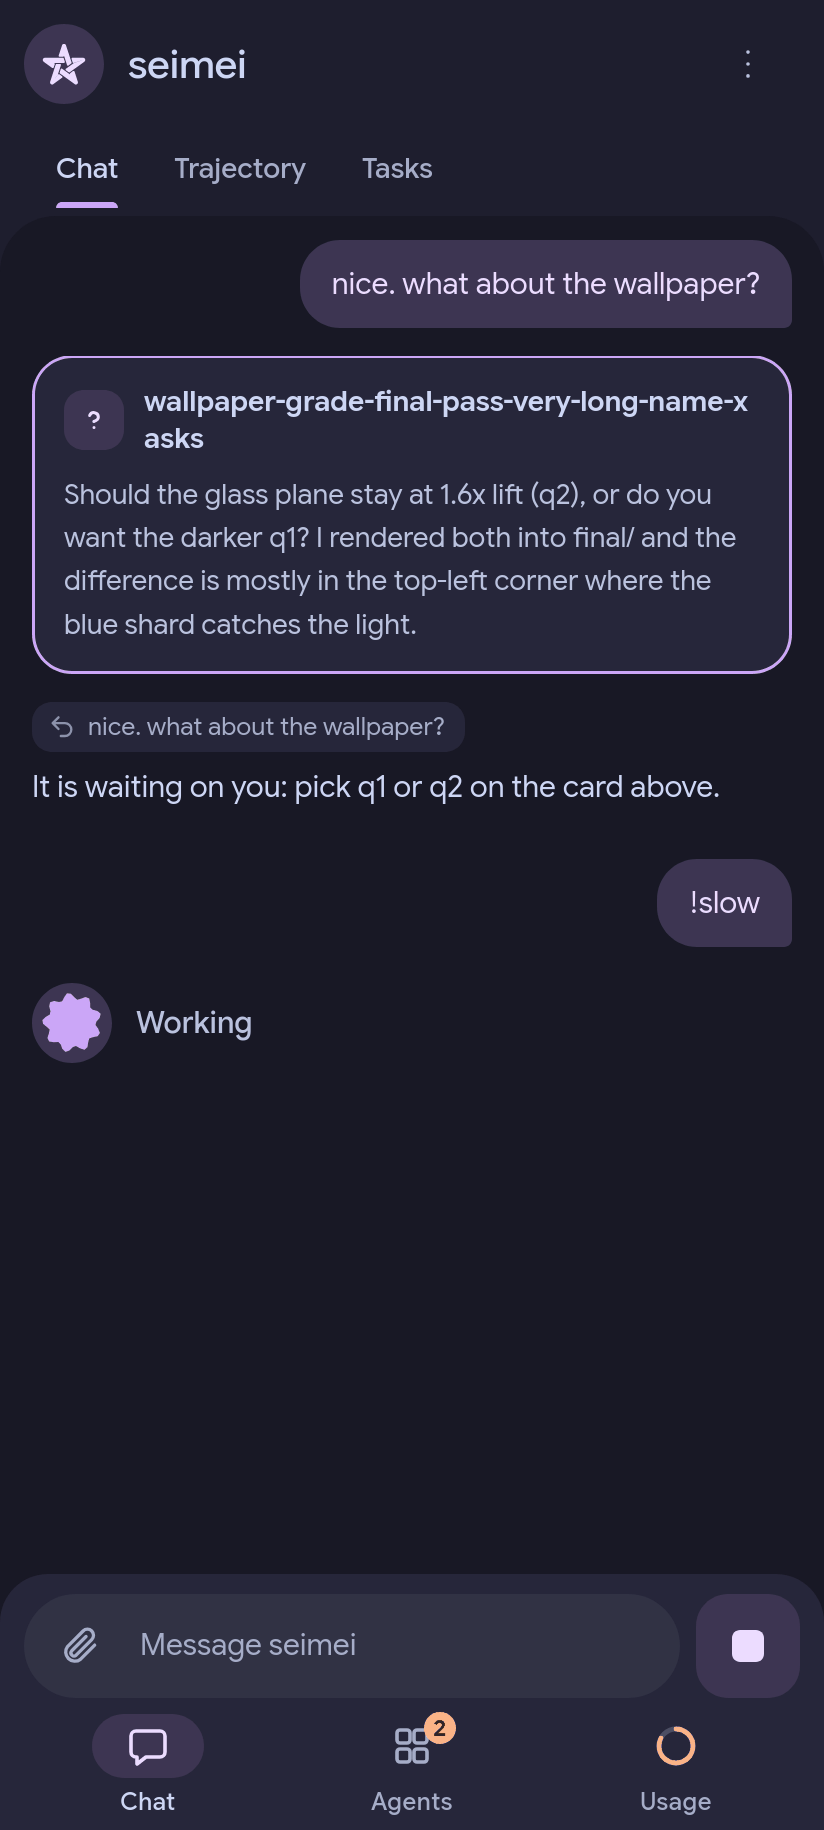 seimei
Chat
Trajectory
Tasks
nice. what about the wallpaper?
?
wallpaper-grade-final-pass-very-long-name-x
asks
Should the glass plane stay at 1.6x lift (q2), or do you
want the darker q1? I rendered both into final/ and the
difference is mostly in the top-left corner where the
blue shard catches the light.
nice. what about the wallpaper?
It is waiting on you: pick q1 or q2 on the card above.
!slow
Working
Message seimei
2
Chat
Agents
Usage